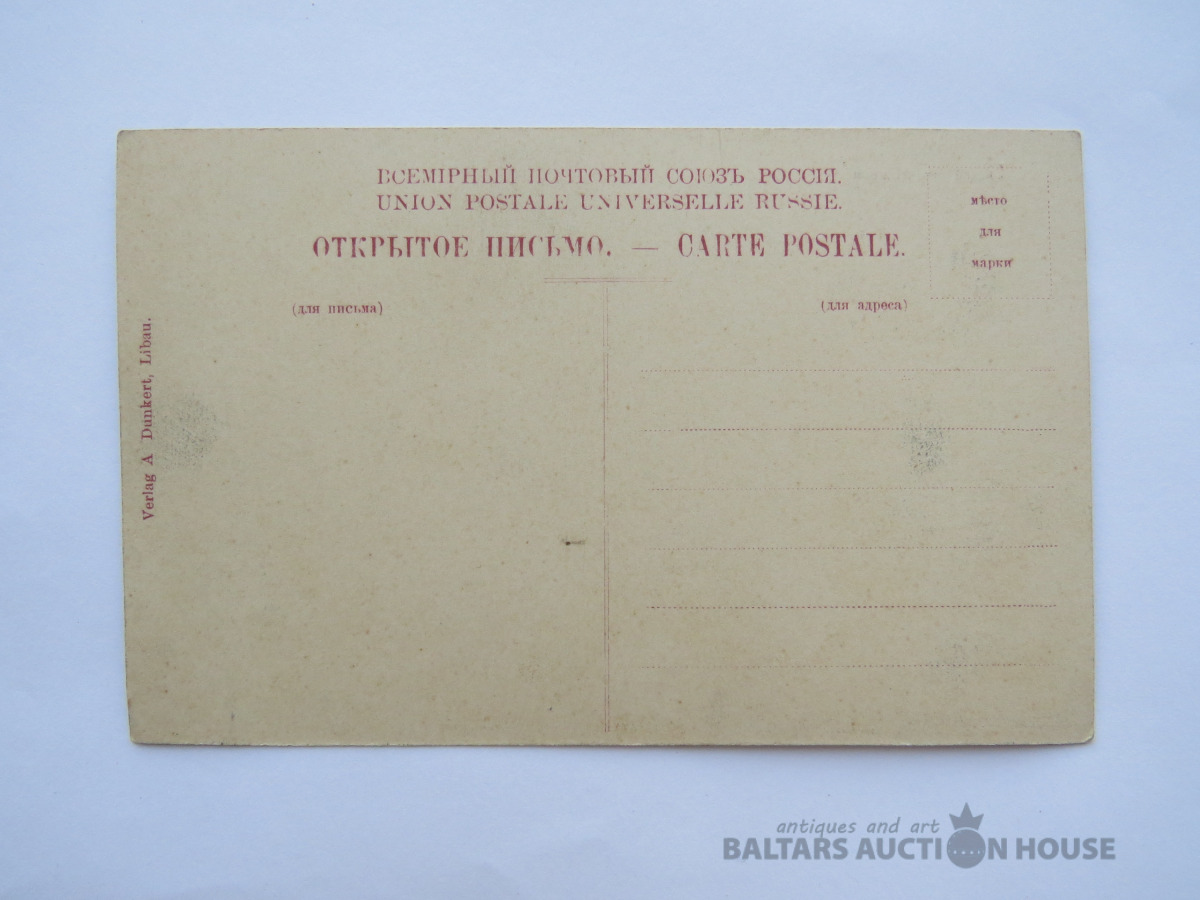 ВСЕМІРНЫЙ ПОЧТОВЫЙ СОЮЗЪ РОССІЯ.
UNION POSTALE UNIVERSELLE RUSSIE.
ОТКРЫТОЕ ПИСЬМО. — CARTE POSTALE.
мѣсто
для
марки
(для письма)
(для адреса)
Verlag A Dunkert, Libau.
antiques and art
BALTARS AUCTION HOUSE